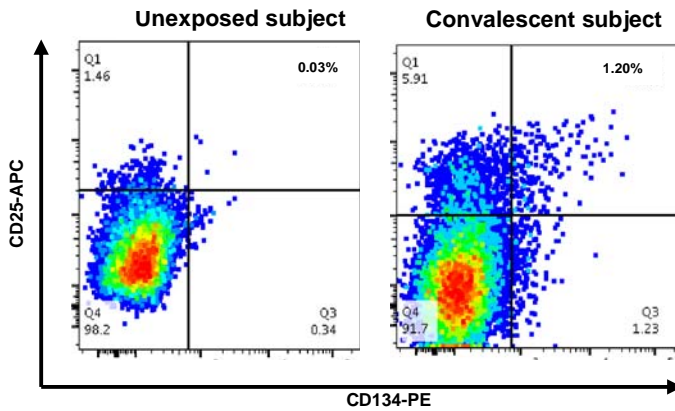 Unexposed subject
Convalescent subject
Q1
1.46
0.03%
Q4
98.2
Q3
0.34
Q1
5.91
1.20%
Q4
91.7
Q3
1.23
CD25-APC
CD134-PE